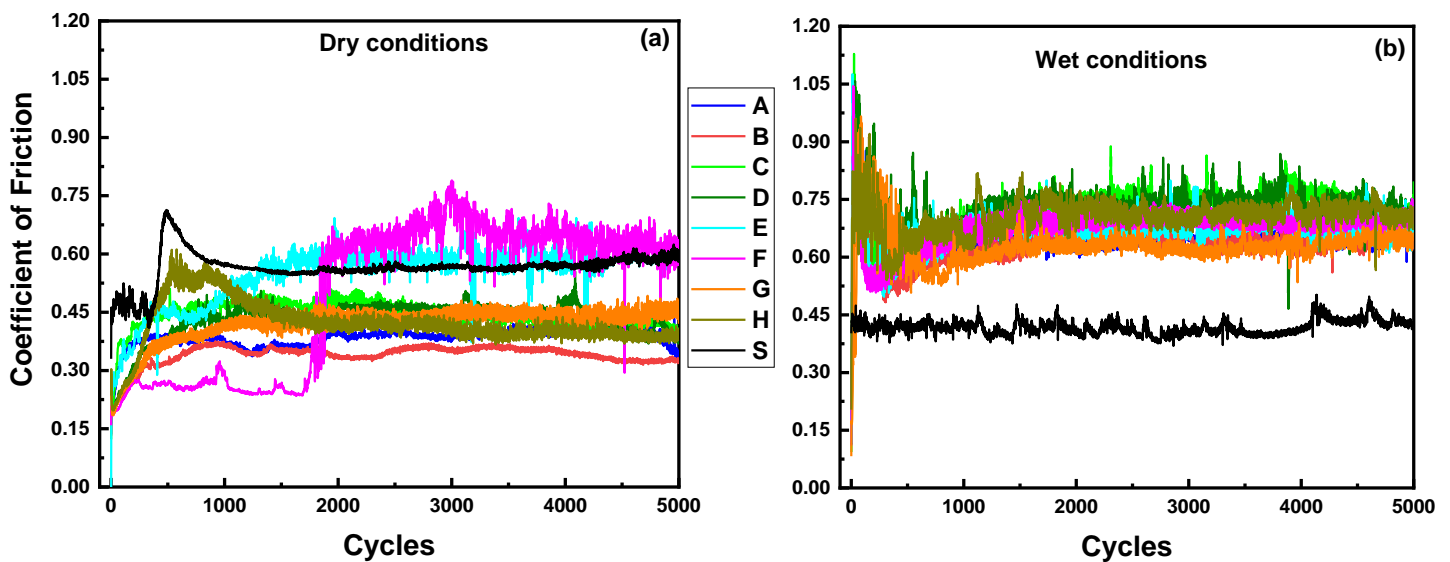 Coefficient of Friction
1.20
1.05
0.90
0.75
0.60
0.45
0.30
0.15
0.00
Dry conditions
(a)
0
1000
2000
3000
4000
5000
Cycles
A
B
C
D
E
F
G
H
S
1.20
1.05
0.90
0.75
0.60
0.45
0.30
0.15
0.00
Wet conditions
(b)
0
1000
2000
3000
4000
5000
Cycles